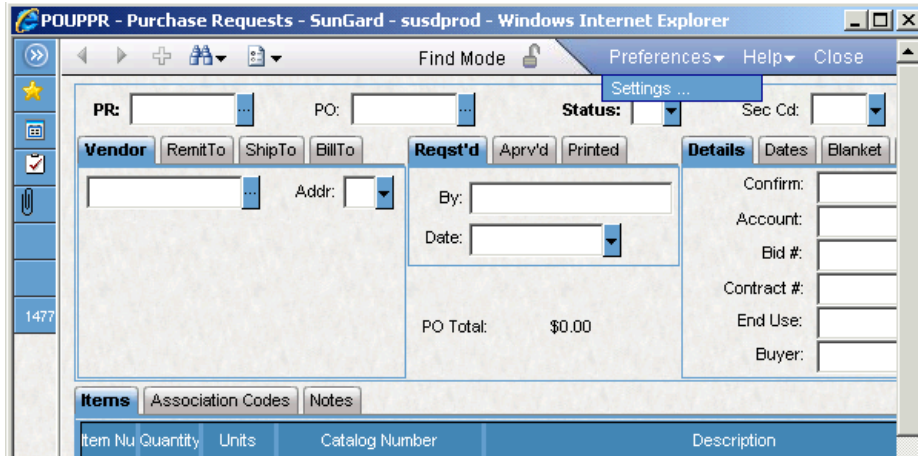 POUPPR - Purchase Requests - SunGard - susdprod - Windows Internet Explorer
Find Mode Preferences Help Close
Settings ...
PR: PO: Status: Sec Cd:
Vendor RemitTo ShipTo BillTo Reqst'd Aprv'd Printed Details Dates Blanket
Addr: By: Confirm:
Account:
Date:
Bid #:
Contract #:
1477 PO Total: $0.00 End Use:
Buyer:
Items Association Codes Notes
Item Nu Quantity Units Catalog Number Description